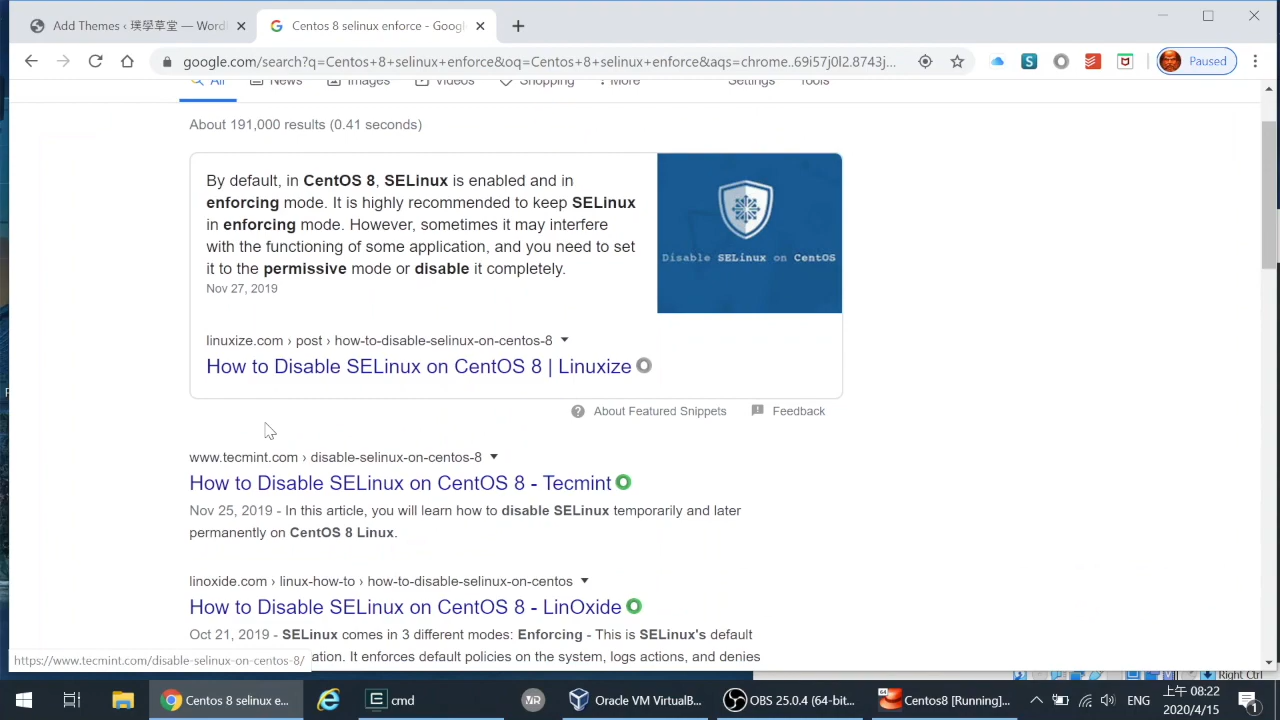 Add Themes ‹ 璞學草堂 — Word
Centos 8 selinux enforce - Googl
google.com/search?q=Centos+8+selinux+enforce&oq=Centos+8+selinux+enforce&aqs=chrome..69i57j0l2.8743j...
Paused
All News Images Videos Shopping More Settings Tools
About 191,000 results (0.41 seconds)
By default, in CentOS 8, SELinux is enabled and in
enforcing mode. It is highly recommended to keep SELinux
in enforcing mode. However, sometimes it may interfere
with the functioning of some application, and you need to set
it to the permissive mode or disable it completely.
Nov 27, 2019
Disable SELinux on CentOS
linuxize.com › post › how-to-disable-selinux-on-centos-8
How to Disable SELinux on CentOS 8 | Linuxize
About Featured Snippets
Feedback
www.tecmint.com › disable-selinux-on-centos-8
How to Disable SELinux on CentOS 8 - Tecmint
Nov 25, 2019 - In this article, you will learn how to disable SELinux temporarily and later
permanently on CentOS 8 Linux.
linoxide.com › linux-how-to › how-to-disable-selinux-on-centos
How to Disable SELinux on CentOS 8 - LinOxide
Oct 21, 2019 - SELinux comes in 3 different modes: Enforcing - This is SELinux's default
ation. It enforces default policies on the system, logs actions, and denies
https://www.tecmint.com/disable-selinux-on-centos-8/
Right Ctrl
Centos 8 selinux e...
cmd
Oracle VM VirtualB...
OBS 25.0.4 (64-bit...
Centos8 [Running]...
ENG
上午 08:22
2020/4/15
1